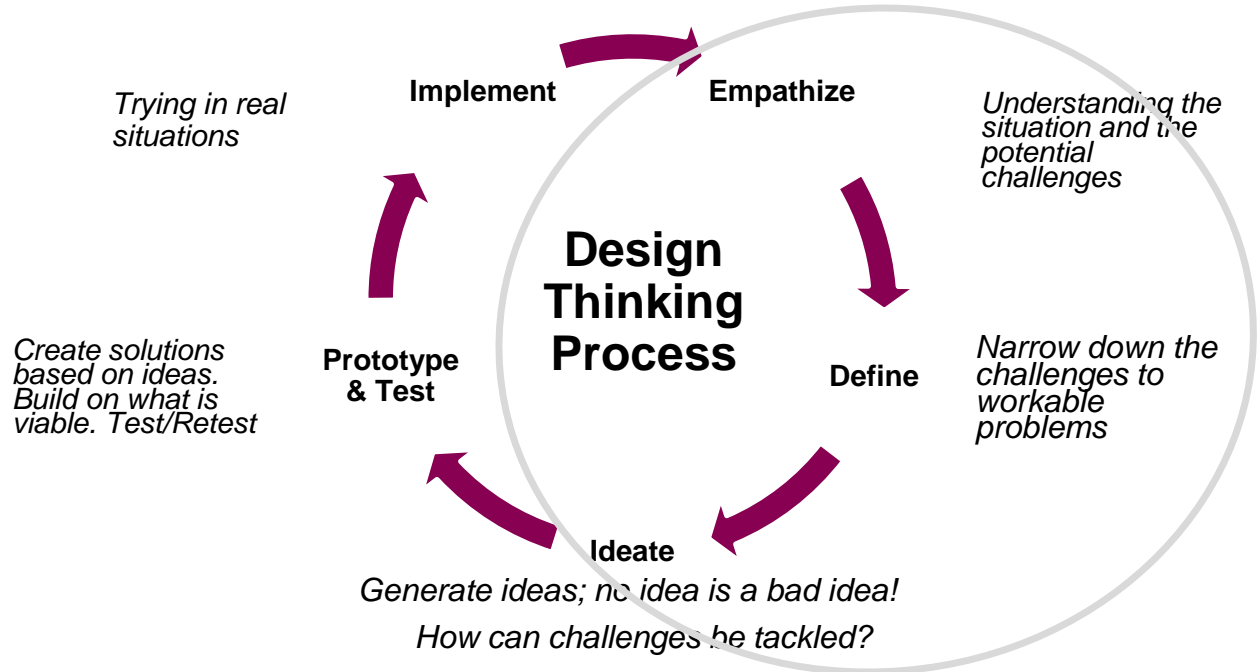 Implement
Empathize
Trying in real
situations
Understanding the
situation and the
potential
challenges
Design
Thinking
Process
Create solutions
based on ideas.
Build on what is
viable. Test/Retest
Prototype
& Test
Define
Narrow down the
challenges to
workable
problems
Ideate
Generate ideas; no idea is a bad idea!
How can challenges be tackled?